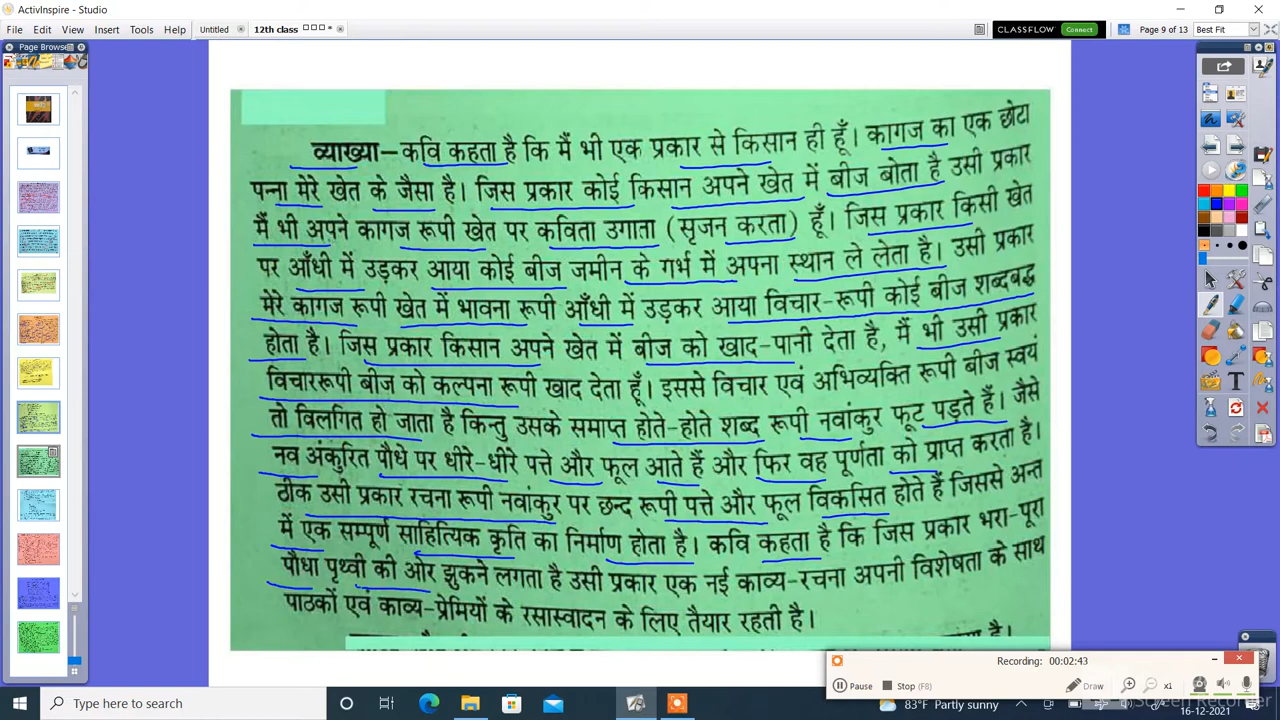 ActivInspire - Studio
File Edit View Insert Tools Help Untitled 12th class CLASSFLOW Connect Page 9 of 13 Best Fit
Page Browser
व्याख्या—कवि कहता है कि मैं भी एक प्रकार से किसान ही हूँ। कागज का एक छोटा
पन्ना मेरे खेत के जैसा है। जिस प्रकार कोई किसान अपने खेत में बीज बोता है उसी प्रकार
मैं भी अपने कागज रूपी खेत पर कविता उगाता (सृजन करता) हूँ। जिस प्रकार किसी खेत
पर आँधी में उड़कर आया कोई बीज जमीन के गर्भ में अपना स्थान ले लेता है। उसी प्रकार
मेरे कागज रूपी खेत में भावना रूपी आँधी में उड़कर आया विचार-रूपी कोई बीज शब्दबद्ध
होता है। जिस प्रकार किसान अपने खेत में बीज को खाद-पानी देता है, मैं भी उसी प्रकार
विचाररूपी बीज को कल्पना रूपी खाद देता हूँ। इससे विचार एवं अभिव्यक्ति रूपी बीज स्वयं
तो विलगित हो जाता है किन्तु उसके समाप्त होते-होते शब्द रूपी नवांकुर फूट पड़ते हैं। जैसे
नव अंकुरित पौधे पर धीरे-धीरे पत्ते और फूल आते हैं और फिर वह पूर्णता को प्राप्त करता है।
ठीक उसी प्रकार रचना रूपी नवांकुर पर छन्द रूपी पत्ते और फूल विकसित होते हैं जिससे अन्त
में एक सम्पूर्ण साहित्यिक कृति का निर्माण होता है। कवि कहता है कि जिस प्रकार भरा-पूरा
पौधा पृथ्वी की ओर झुकने लगता है उसी प्रकार एक नई काव्य-रचना अपनी विशेषता के साथ
पाठकों एवं काव्य-प्रेमियों के रसास्वादन के लिए तैयार रहती है।
Recording: 00:02:43
Pause Stop (F8) Draw x1
Type here to search 83°F Partly sunny 16-12-2021